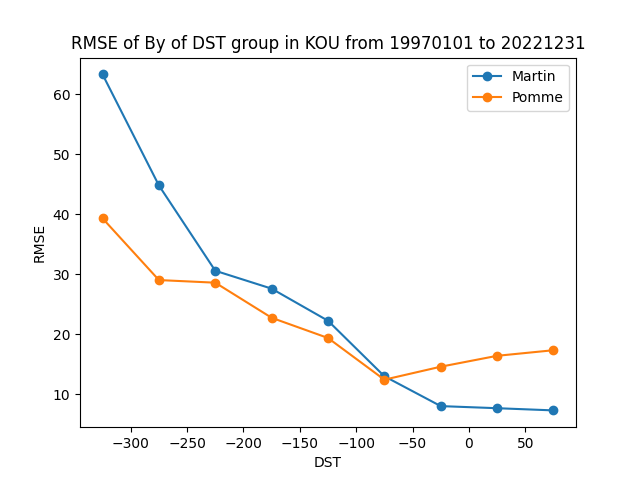 RMSE of By of DST group in KOU from 19970101 to 20221231
Martin
Pomme
60
50
40
30
20
10
RMSE
−300
−250
−200
−150
−100
−50
0
50
DST